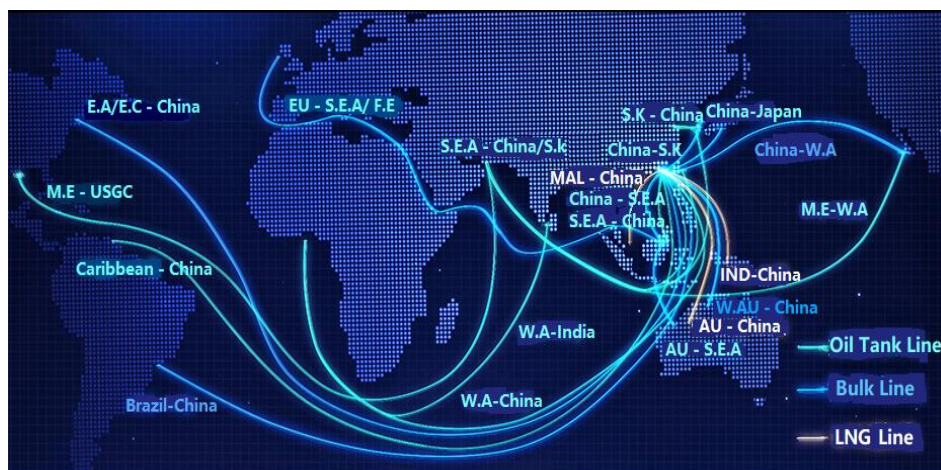 E.A/E.C - China
EU - S.E.A/ F.E
S.K - China
China-Japan
S.E.A - China/S.k
China-S.K
China-W.A
MAL - China
M.E - USGC
China - S.E.A
M.E-W.A
S.E.A - China
Caribbean - China
IND-China
W.AU - China
W.A-India
AU - China
AU - S.E.A
Oil Tank Line
Brazil-China
W.A-China
Bulk Line
LNG Line